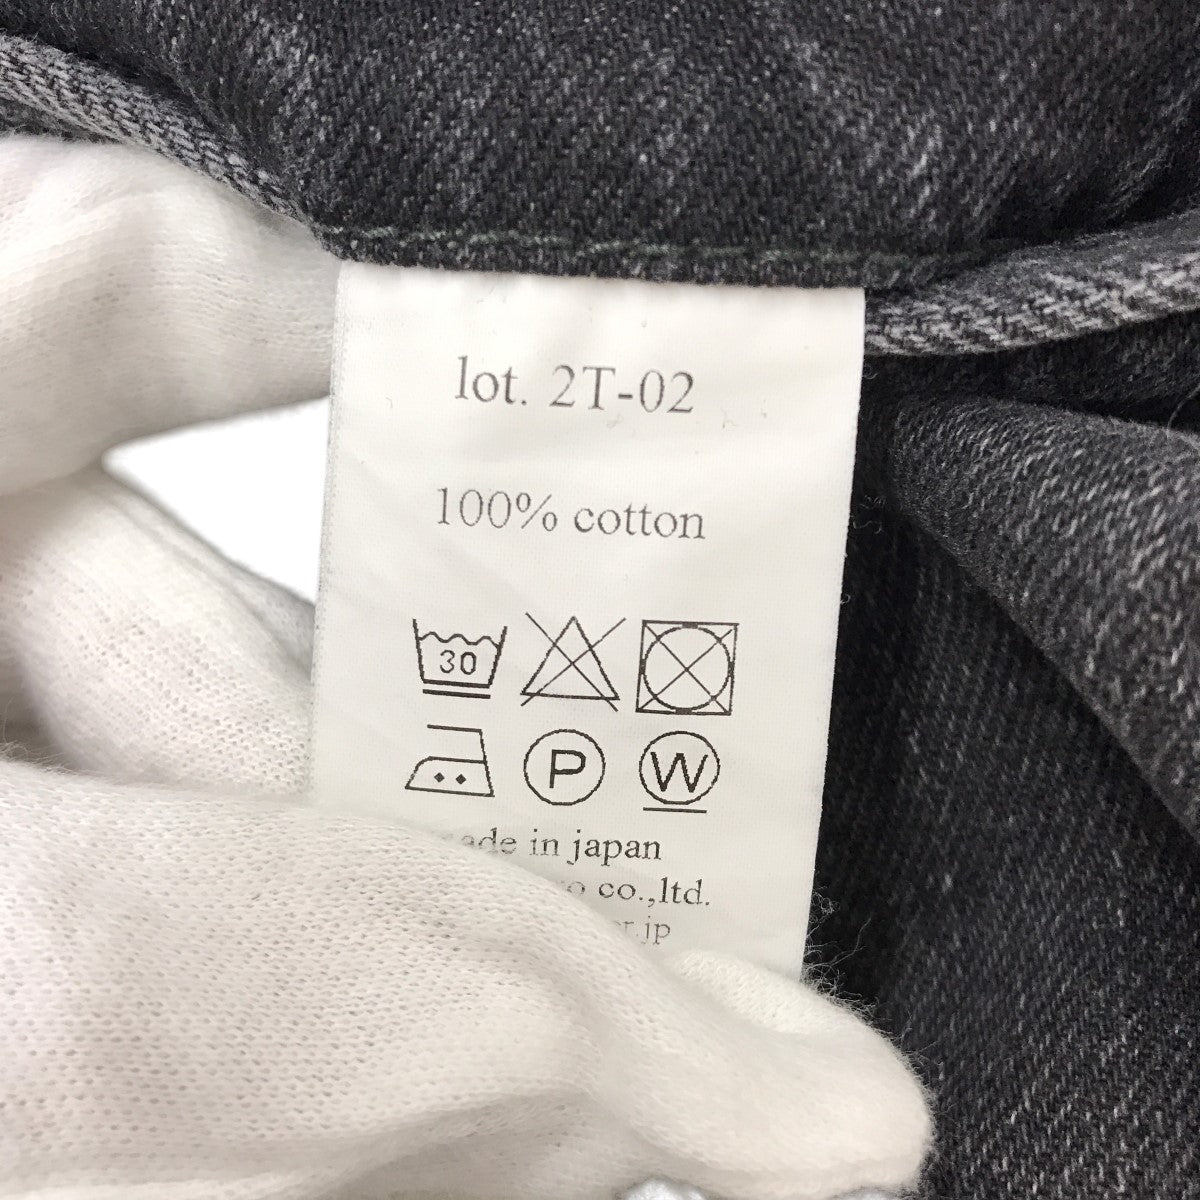 lot. 2T-02
100% cotton
30
P W
in japan
co.,ltd.